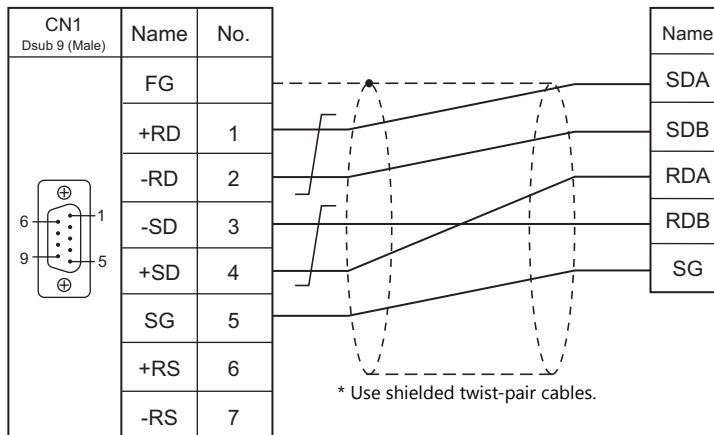 CN1
Dsub 9 (Male)
Name No.
FG
+RD 1
-RD 2
-SD 3
+SD 4
SG 5
+RS 6
-RS 7
6
1
9
5
* Use shielded twist-pair cables.
Name
SDA
SDB
RDA
RDB
SG